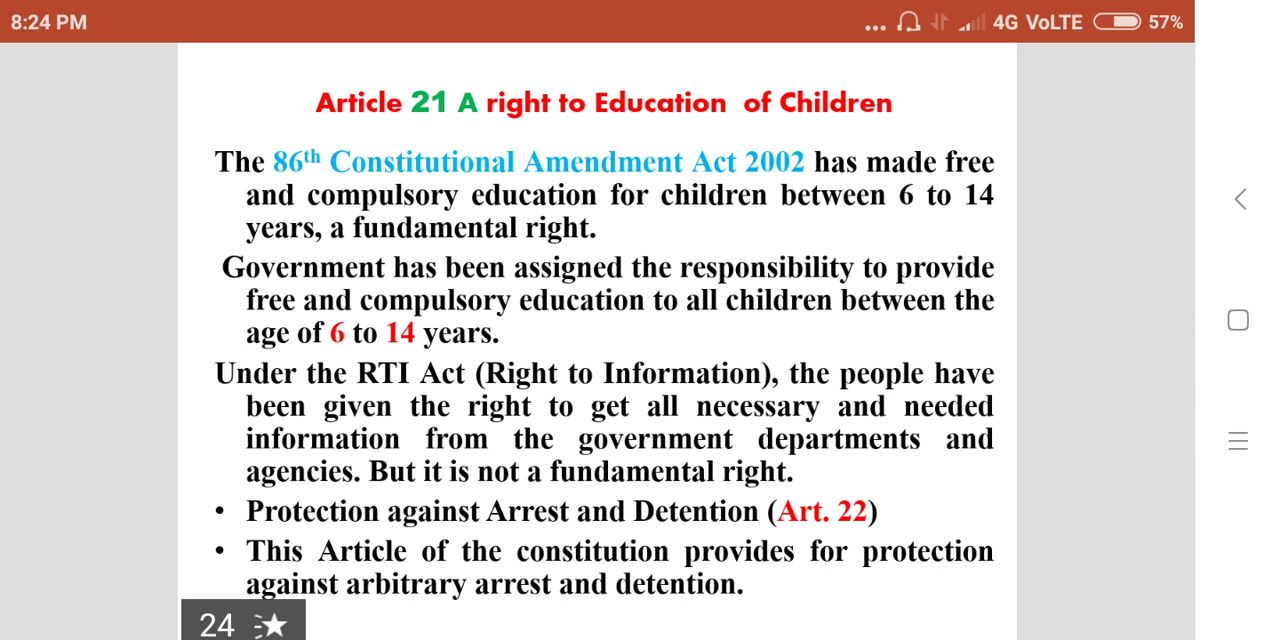 8:24 PM
... 4G VoLTE 57%
Article 21 A right to Education of Children
The 86th Constitutional Amendment Act 2002 has made free
and compulsory education for children between 6 to 14
years, a fundamental right.
Government has been assigned the responsibility to provide
free and compulsory education to all children between the
age of 6 to 14 years.
Under the RTI Act (Right to Information), the people have
been given the right to get all necessary and needed
information from the government departments and
agencies. But it is not a fundamental right.
• Protection against Arrest and Detention (Art. 22)
• This Article of the constitution provides for protection
against arbitrary arrest and detention.
24